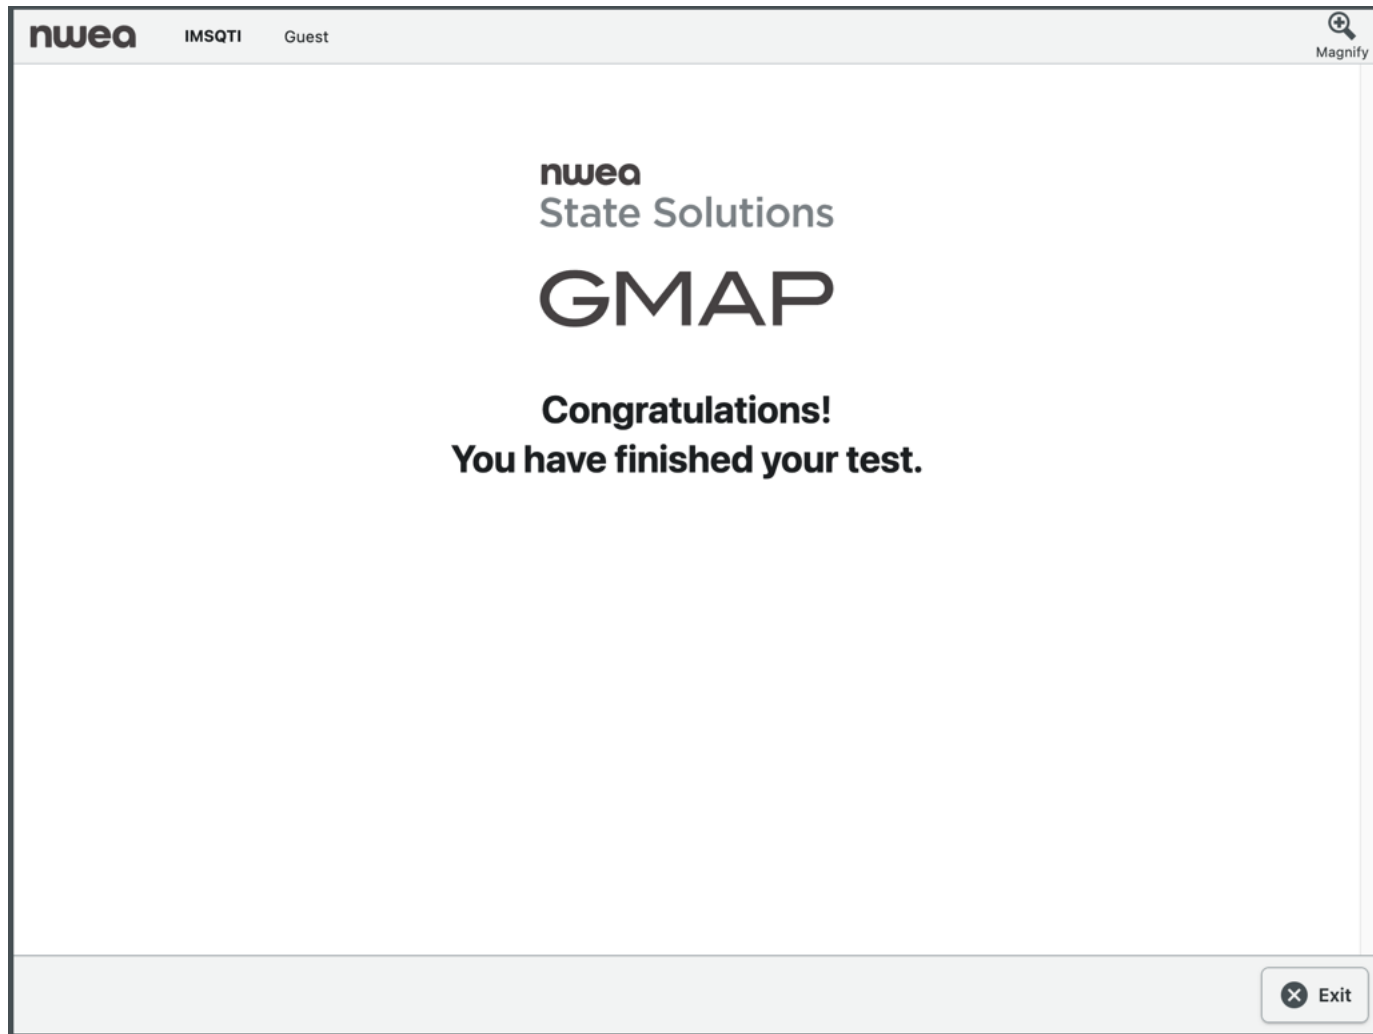 nwea IMSQTI Guest
Magnify
nwea
State Solutions
GMAP
Congratulations!
You have finished your test.
Exit